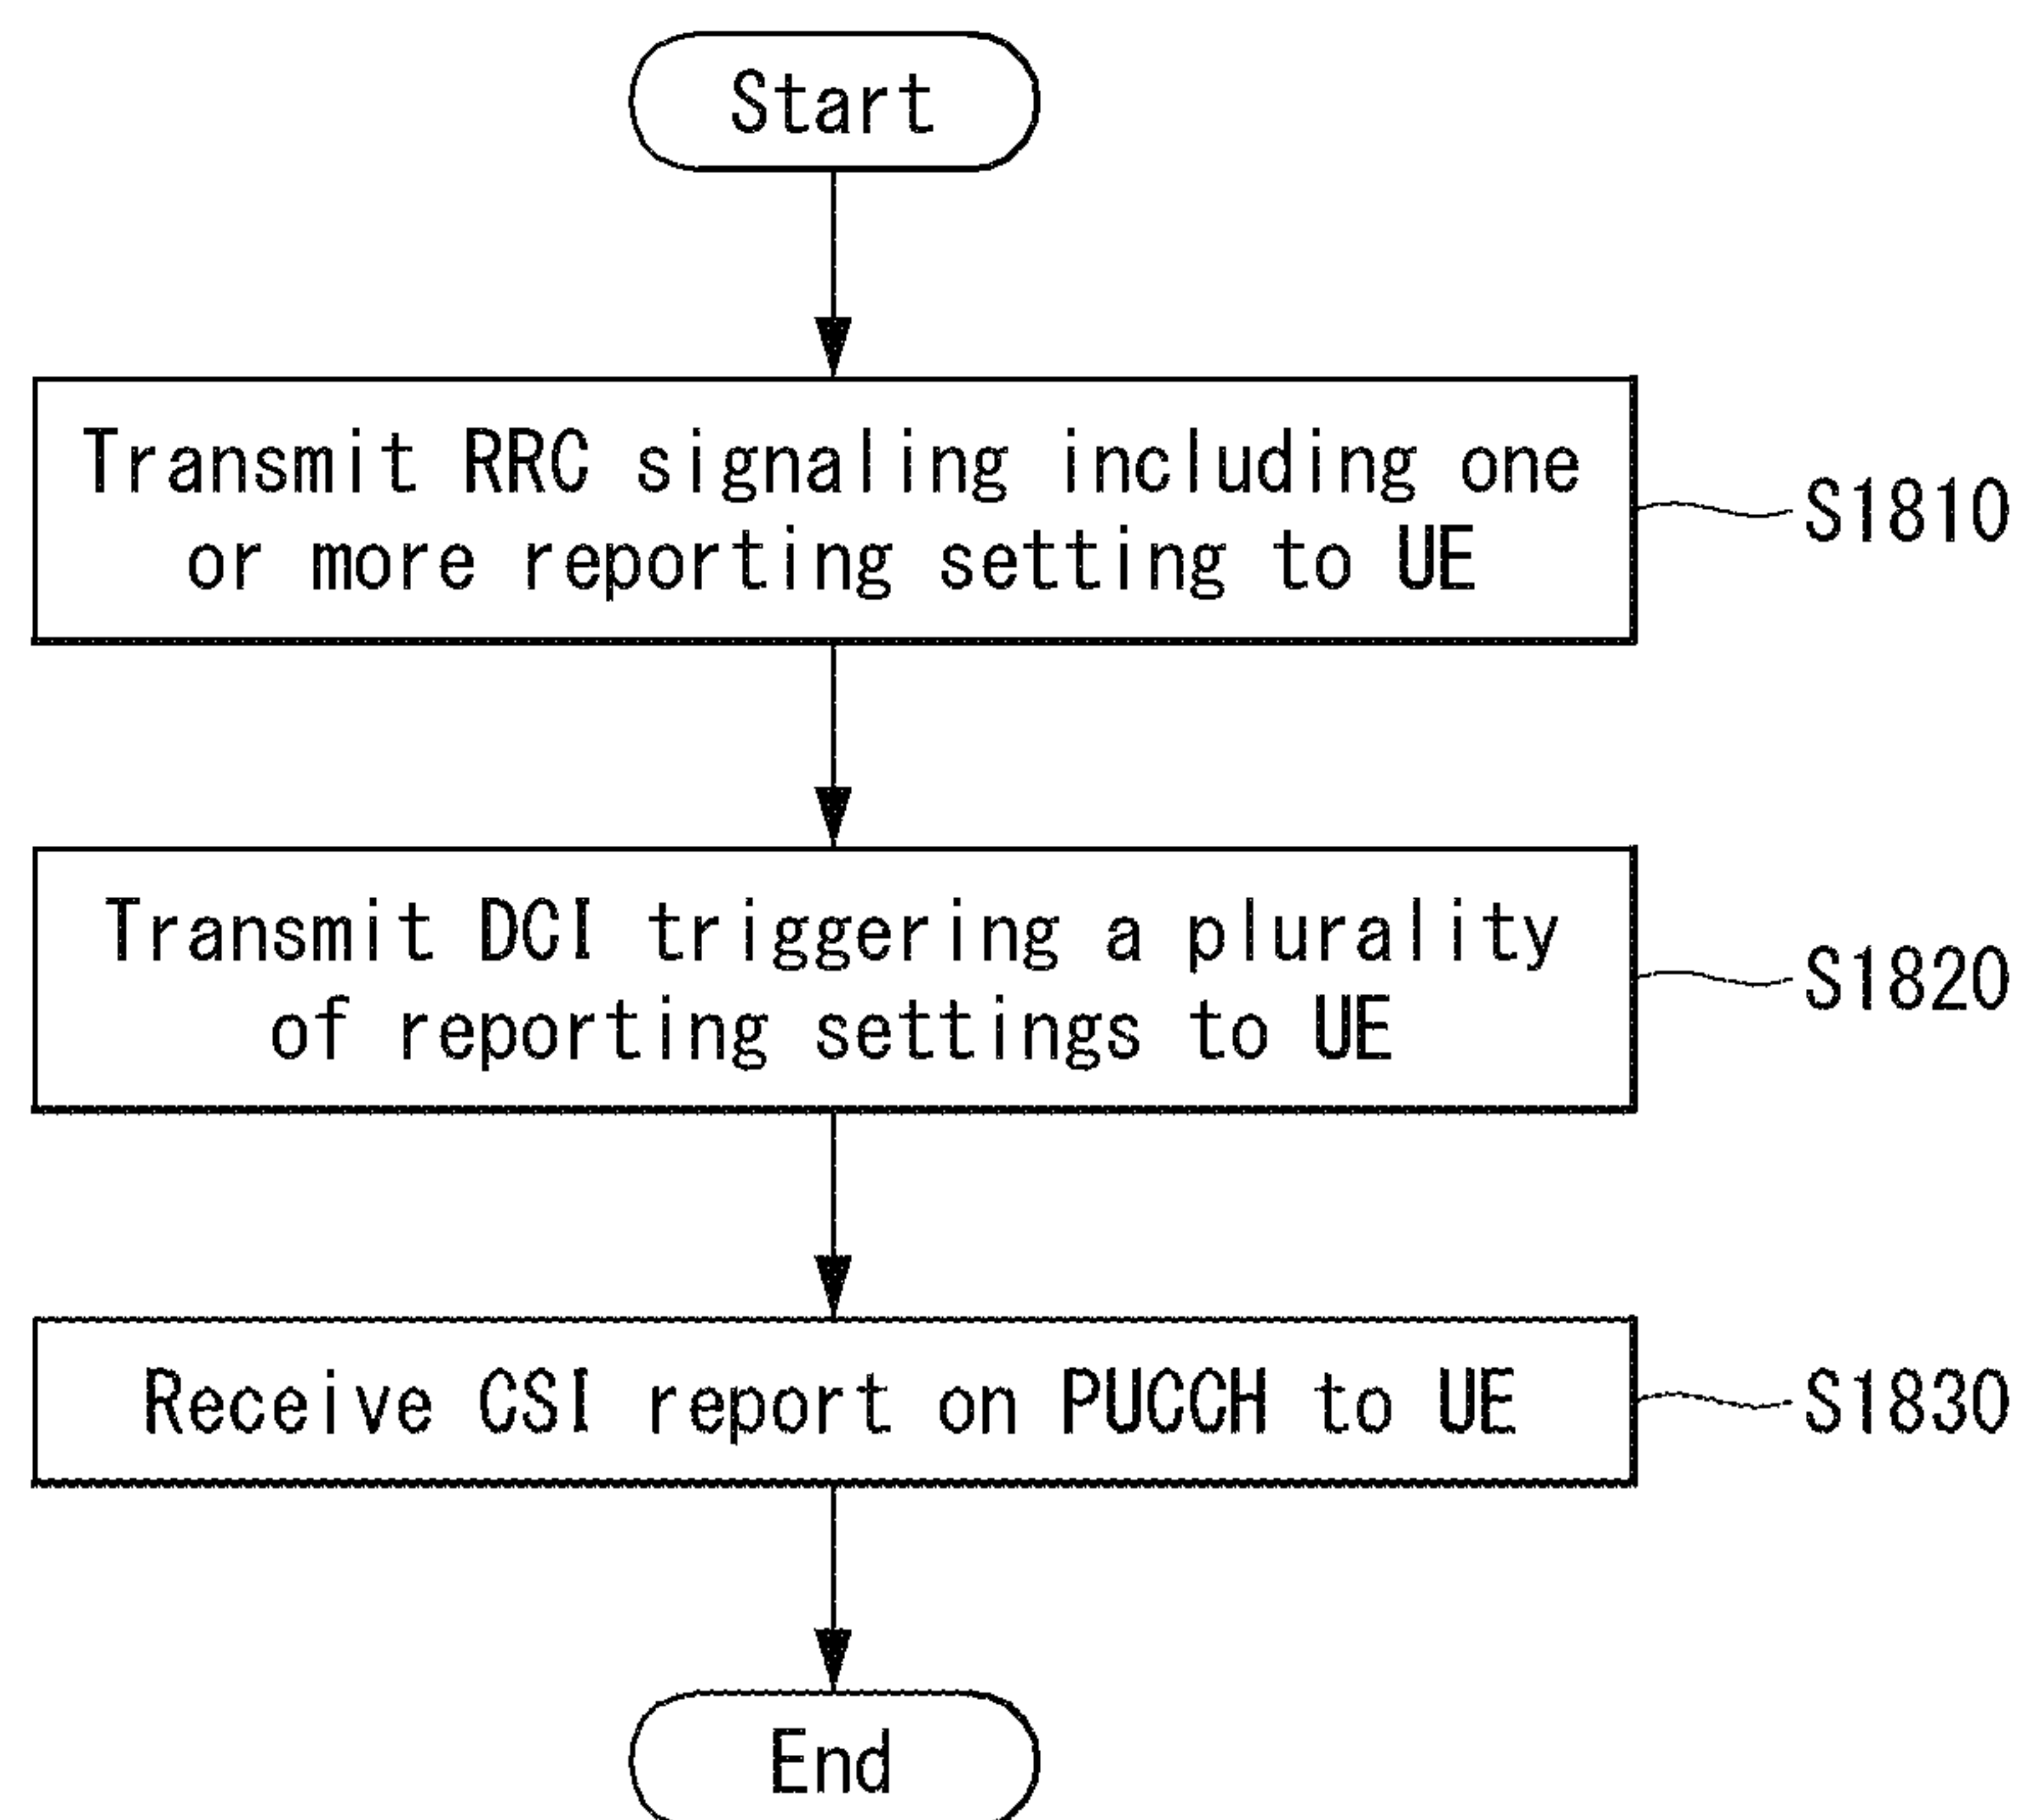 Start
Transmit RRC signaling including one
or more reporting setting to UE
S1810
Transmit DCI triggering a plurality
of reporting settings to UE
S1820
Receive CSI report on PUCCH to UE
S1830
End